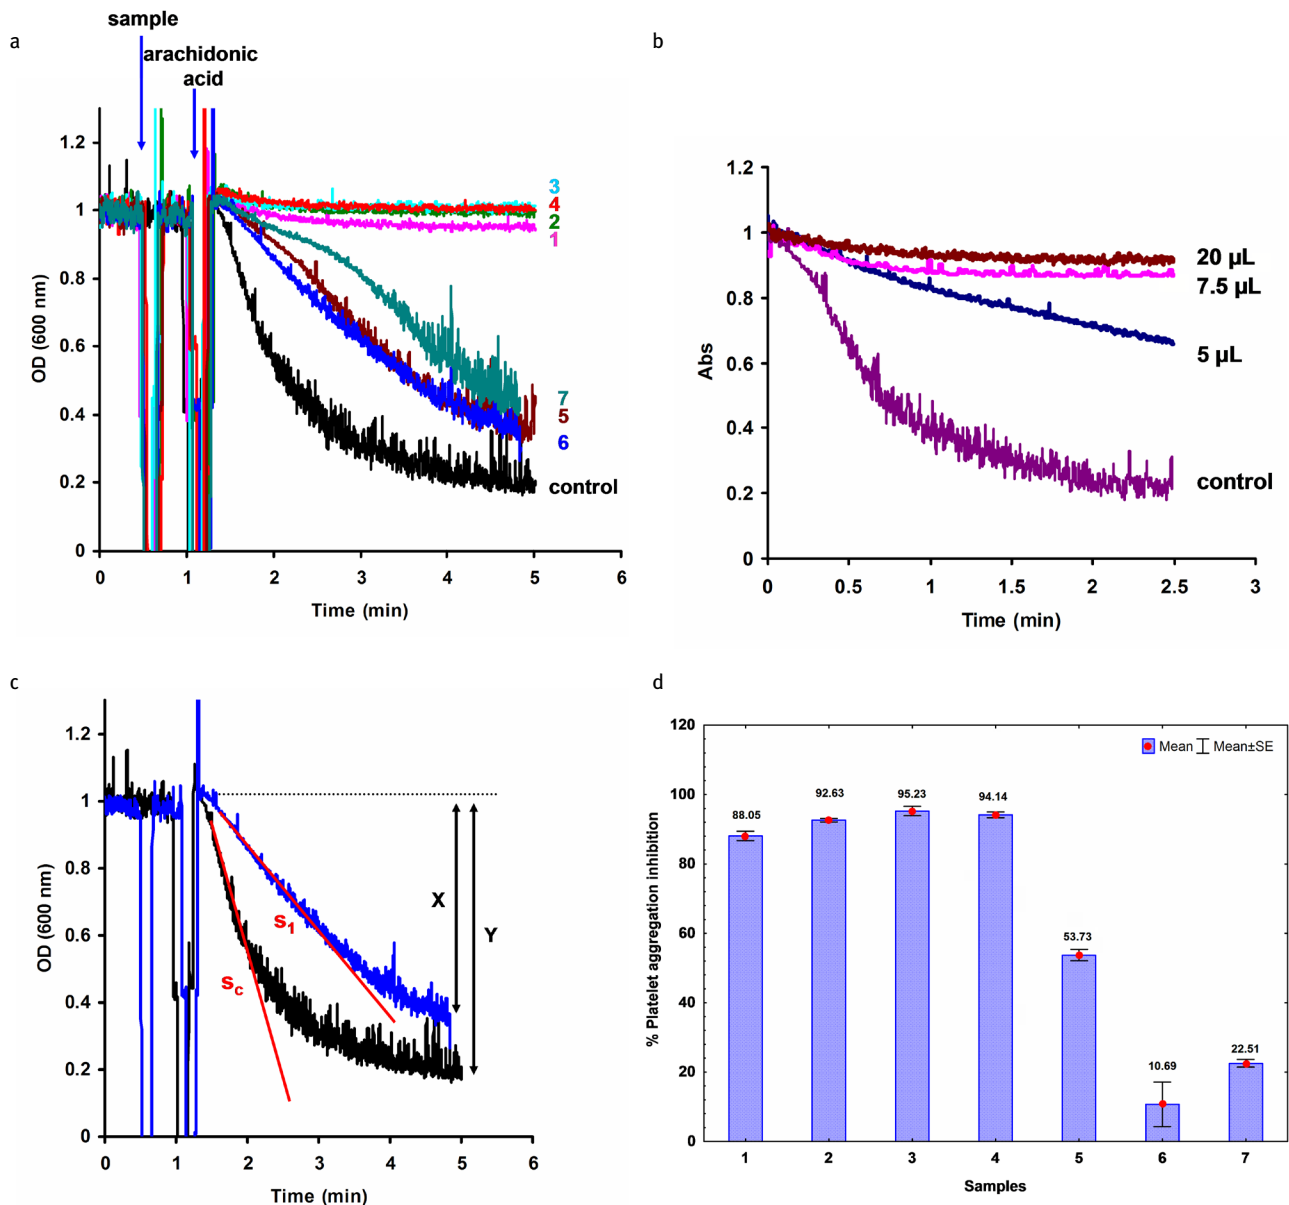 a
sample
arachidonic
acid
1.2
1
0.8
0.6
0.4
0.2
0
OD (600 nm)
3
4
2
1
7
5
6
control
0 1 2 3 4 5 6
Time (min)
b
1.2
1
0.8
0.6
0.4
0.2
0
Abs
20 µL
7.5 µL
5 µL
control
0 0.5 1 1.5 2 2.5 3
Time (min)
c
1.2
1
0.8
0.6
0.4
0.2
0
OD (600 nm)
X
Y
s1
sc
0 1 2 3 4 5 6
Time (min)
d
120
100
80
60
40
20
0
% Platelet aggregation inhibition
Mean Mean±SE
88.05 92.63 95.23 94.14 53.73 10.69 22.51
1 2 3 4 5 6 7
Samples